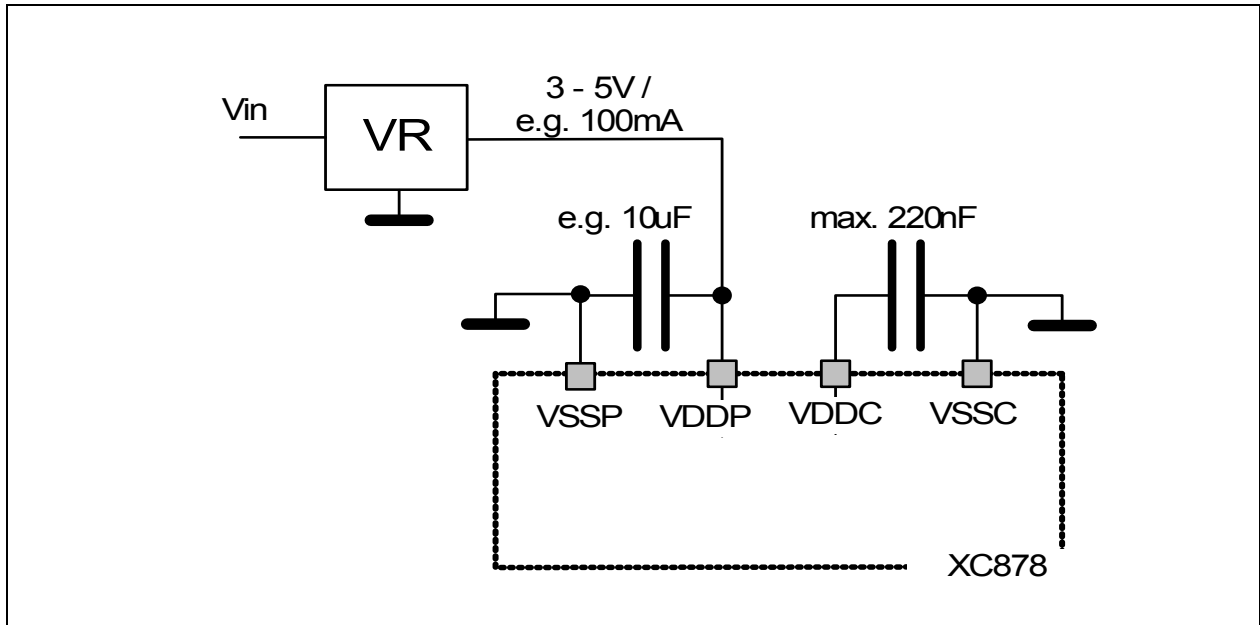 Vin
VR
3 - 5V /
e.g. 100mA
e.g. 10uF
max. 220nF
VSSP
VDDP
VDDC
VSSC
XC878